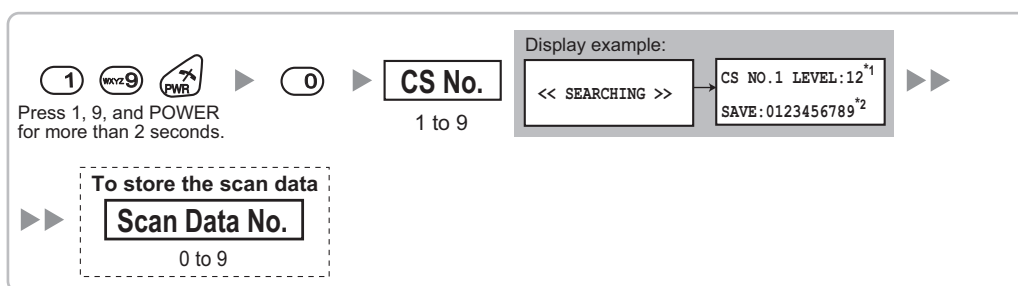 Display example:
1 WXYZ9 PWR 0 CS No. << SEARCHING >> CS NO.1 LEVEL:12*1
SAVE:0123456789*2
Press 1, 9, and POWER
for more than 2 seconds.
1 to 9
To store the scan data
Scan Data No.
0 to 9